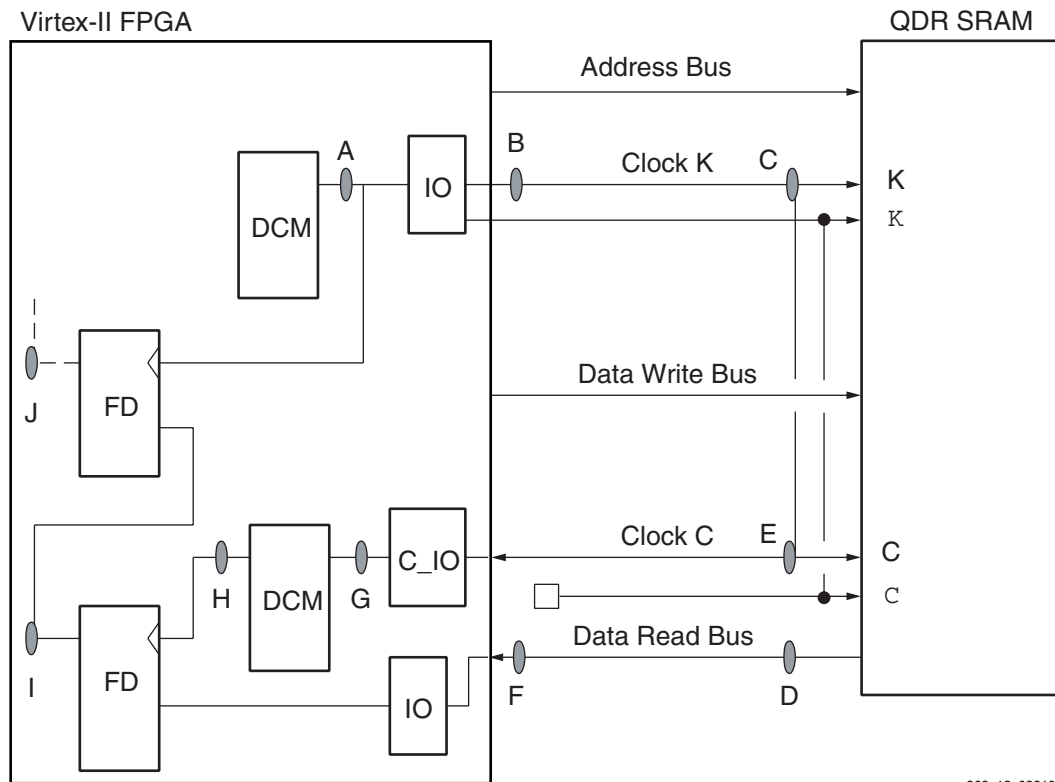 Virtex-II FPGA
QDR SRAM
Address Bus
A
B
Clock K
C
K
IO
DCM
K
J
FD
Data Write Bus
Clock C
E
C
C_IO
H
DCM
G
C
Data Read Bus
I
FD
IO
F
D